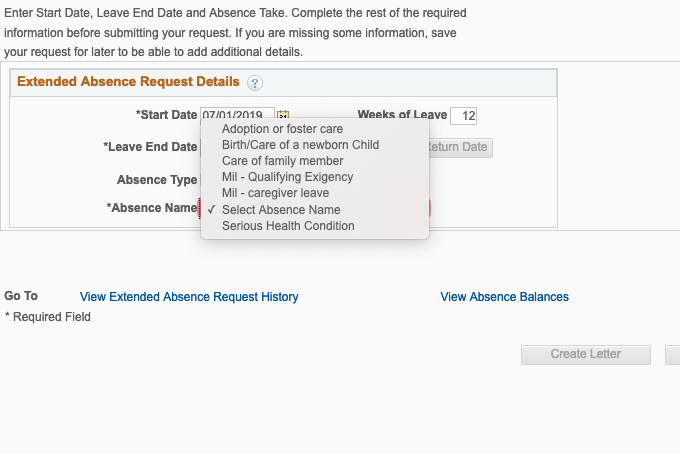 Enter Start Date, Leave End Date and Absence Take. Complete the rest of the required
information before submitting your request. If you are missing some information, save
your request for later to be able to add additional details.
Extended Absence Request Details ?
*Start Date 07/01/2019 Weeks of Leave 12
*Leave End Date Return Date
Absence Type
*Absence Name
Adoption or foster care
Birth/Care of a newborn Child
Care of family member
Mil - Qualifying Exigency
Mil - caregiver leave
✓ Select Absence Name
Serious Health Condition
Go To View Extended Absence Request History View Absence Balances
* Required Field
Create Letter